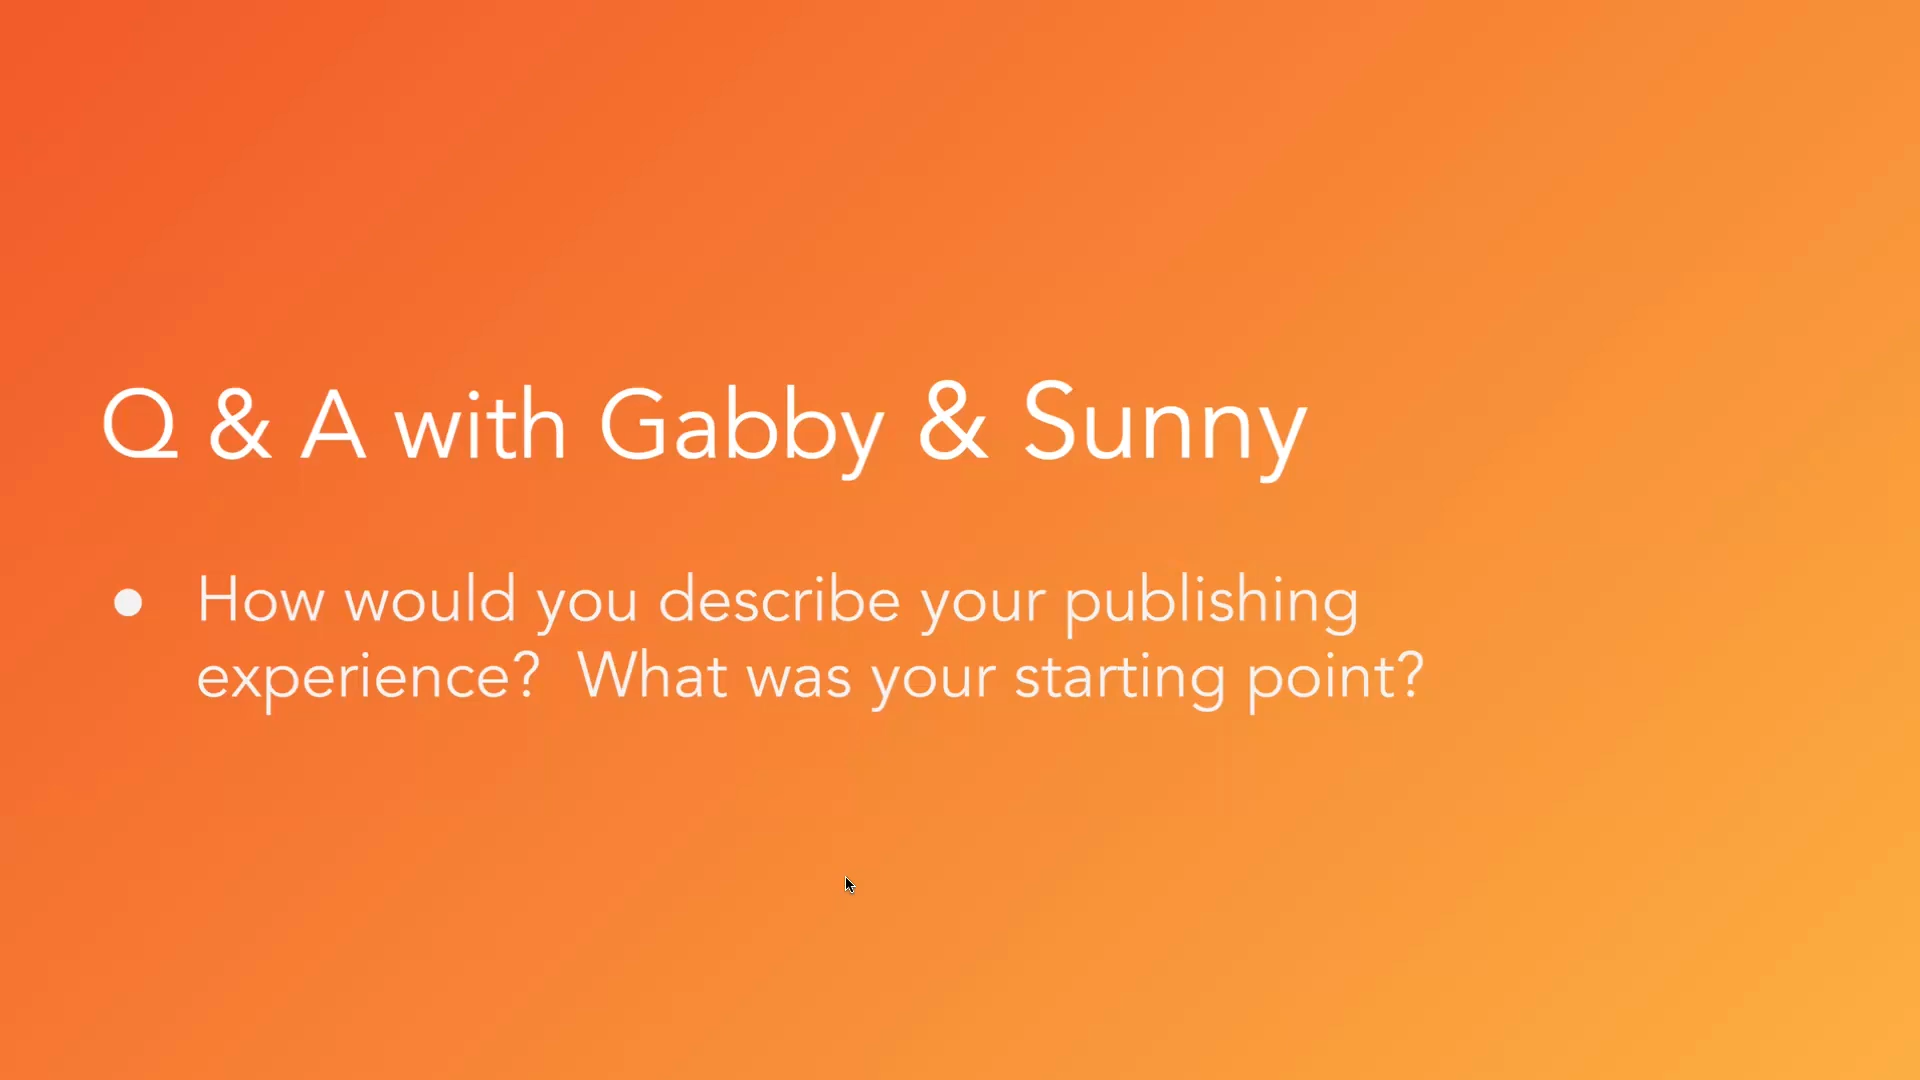 Q & A with Gabby & Sunny
● How would you describe your publishing
experience?  What was your starting point?